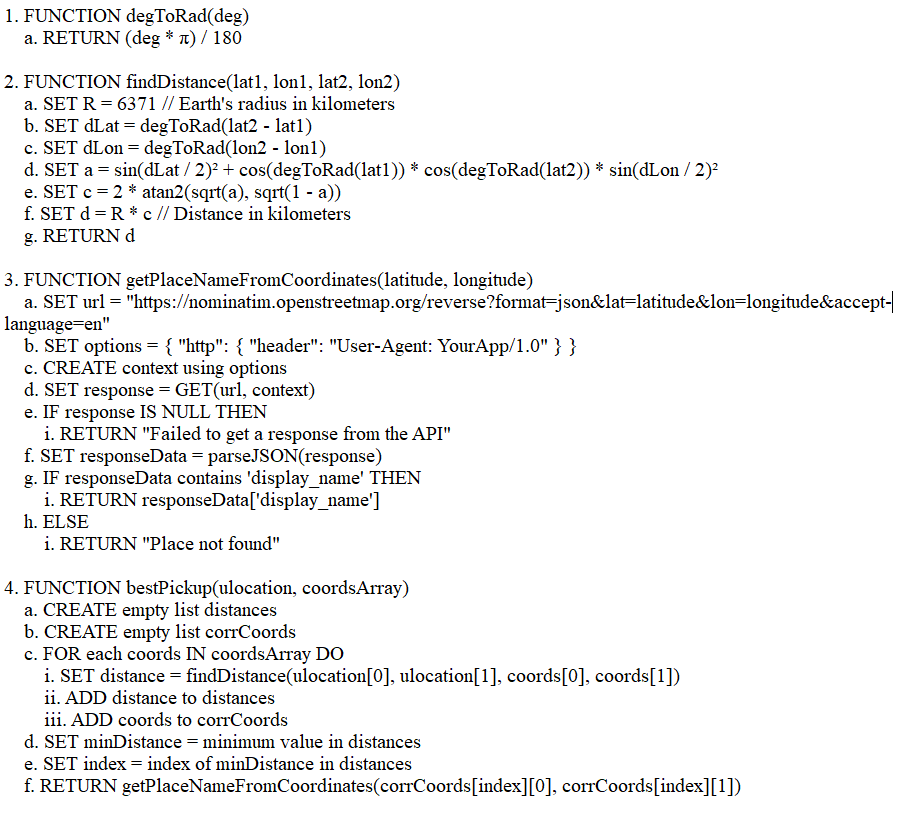 1. FUNCTION degToRad(deg)
a. RETURN (deg * π) / 180
2. FUNCTION findDistance(lat1, lon1, lat2, lon2)
a. SET R = 6371 // Earth's radius in kilometers
b. SET dLat = degToRad(lat2 - lat1)
c. SET dLon = degToRad(lon2 - lon1)
d. SET a = sin(dLat / 2)² + cos(degToRad(lat1)) * cos(degToRad(lat2)) * sin(dLon / 2)²
e. SET c = 2 * atan2(sqrt(a), sqrt(1 - a))
f. SET d = R * c // Distance in kilometers
g. RETURN d
3. FUNCTION getPlaceNameFromCoordinates(latitude, longitude)
a. SET url = "https://nominatim.openstreetmap.org/reverse?format=json&lat=latitude&lon=longitude&accept-
language=en"
b. SET options = { "http": { "header": "User-Agent: YourApp/1.0" } }
c. CREATE context using options
d. SET response = GET(url, context)
e. IF response IS NULL THEN
i. RETURN "Failed to get a response from the API"
f. SET responseData = parseJSON(response)
g. IF responseData contains 'display_name' THEN
i. RETURN responseData['display_name']
h. ELSE
i. RETURN "Place not found"
4. FUNCTION bestPickup(ulocation, coordsArray)
a. CREATE empty list distances
b. CREATE empty list corrCoords
c. FOR each coords IN coordsArray DO
i. SET distance = findDistance(ulocation[0], ulocation[1], coords[0], coords[1])
ii. ADD distance to distances
iii. ADD coords to corrCoords
d. SET minDistance = minimum value in distances
e. SET index = index of minDistance in distances
f. RETURN getPlaceNameFromCoordinates(corrCoords[index][0], corrCoords[index][1])